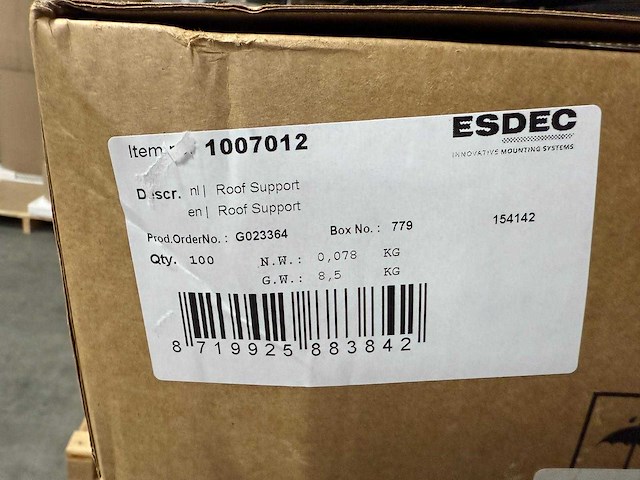 ESDEC
INNOVATIVE MOUNTING SYSTEMS
Item 1007012
Descr. nl | Roof Support
en | Roof Support
Prod.OrderNo.: G023364 Box No.: 779 154142
Qty. 100 N.W.: 0,078 KG
G.W.: 8,5 KG
8 719925 883842